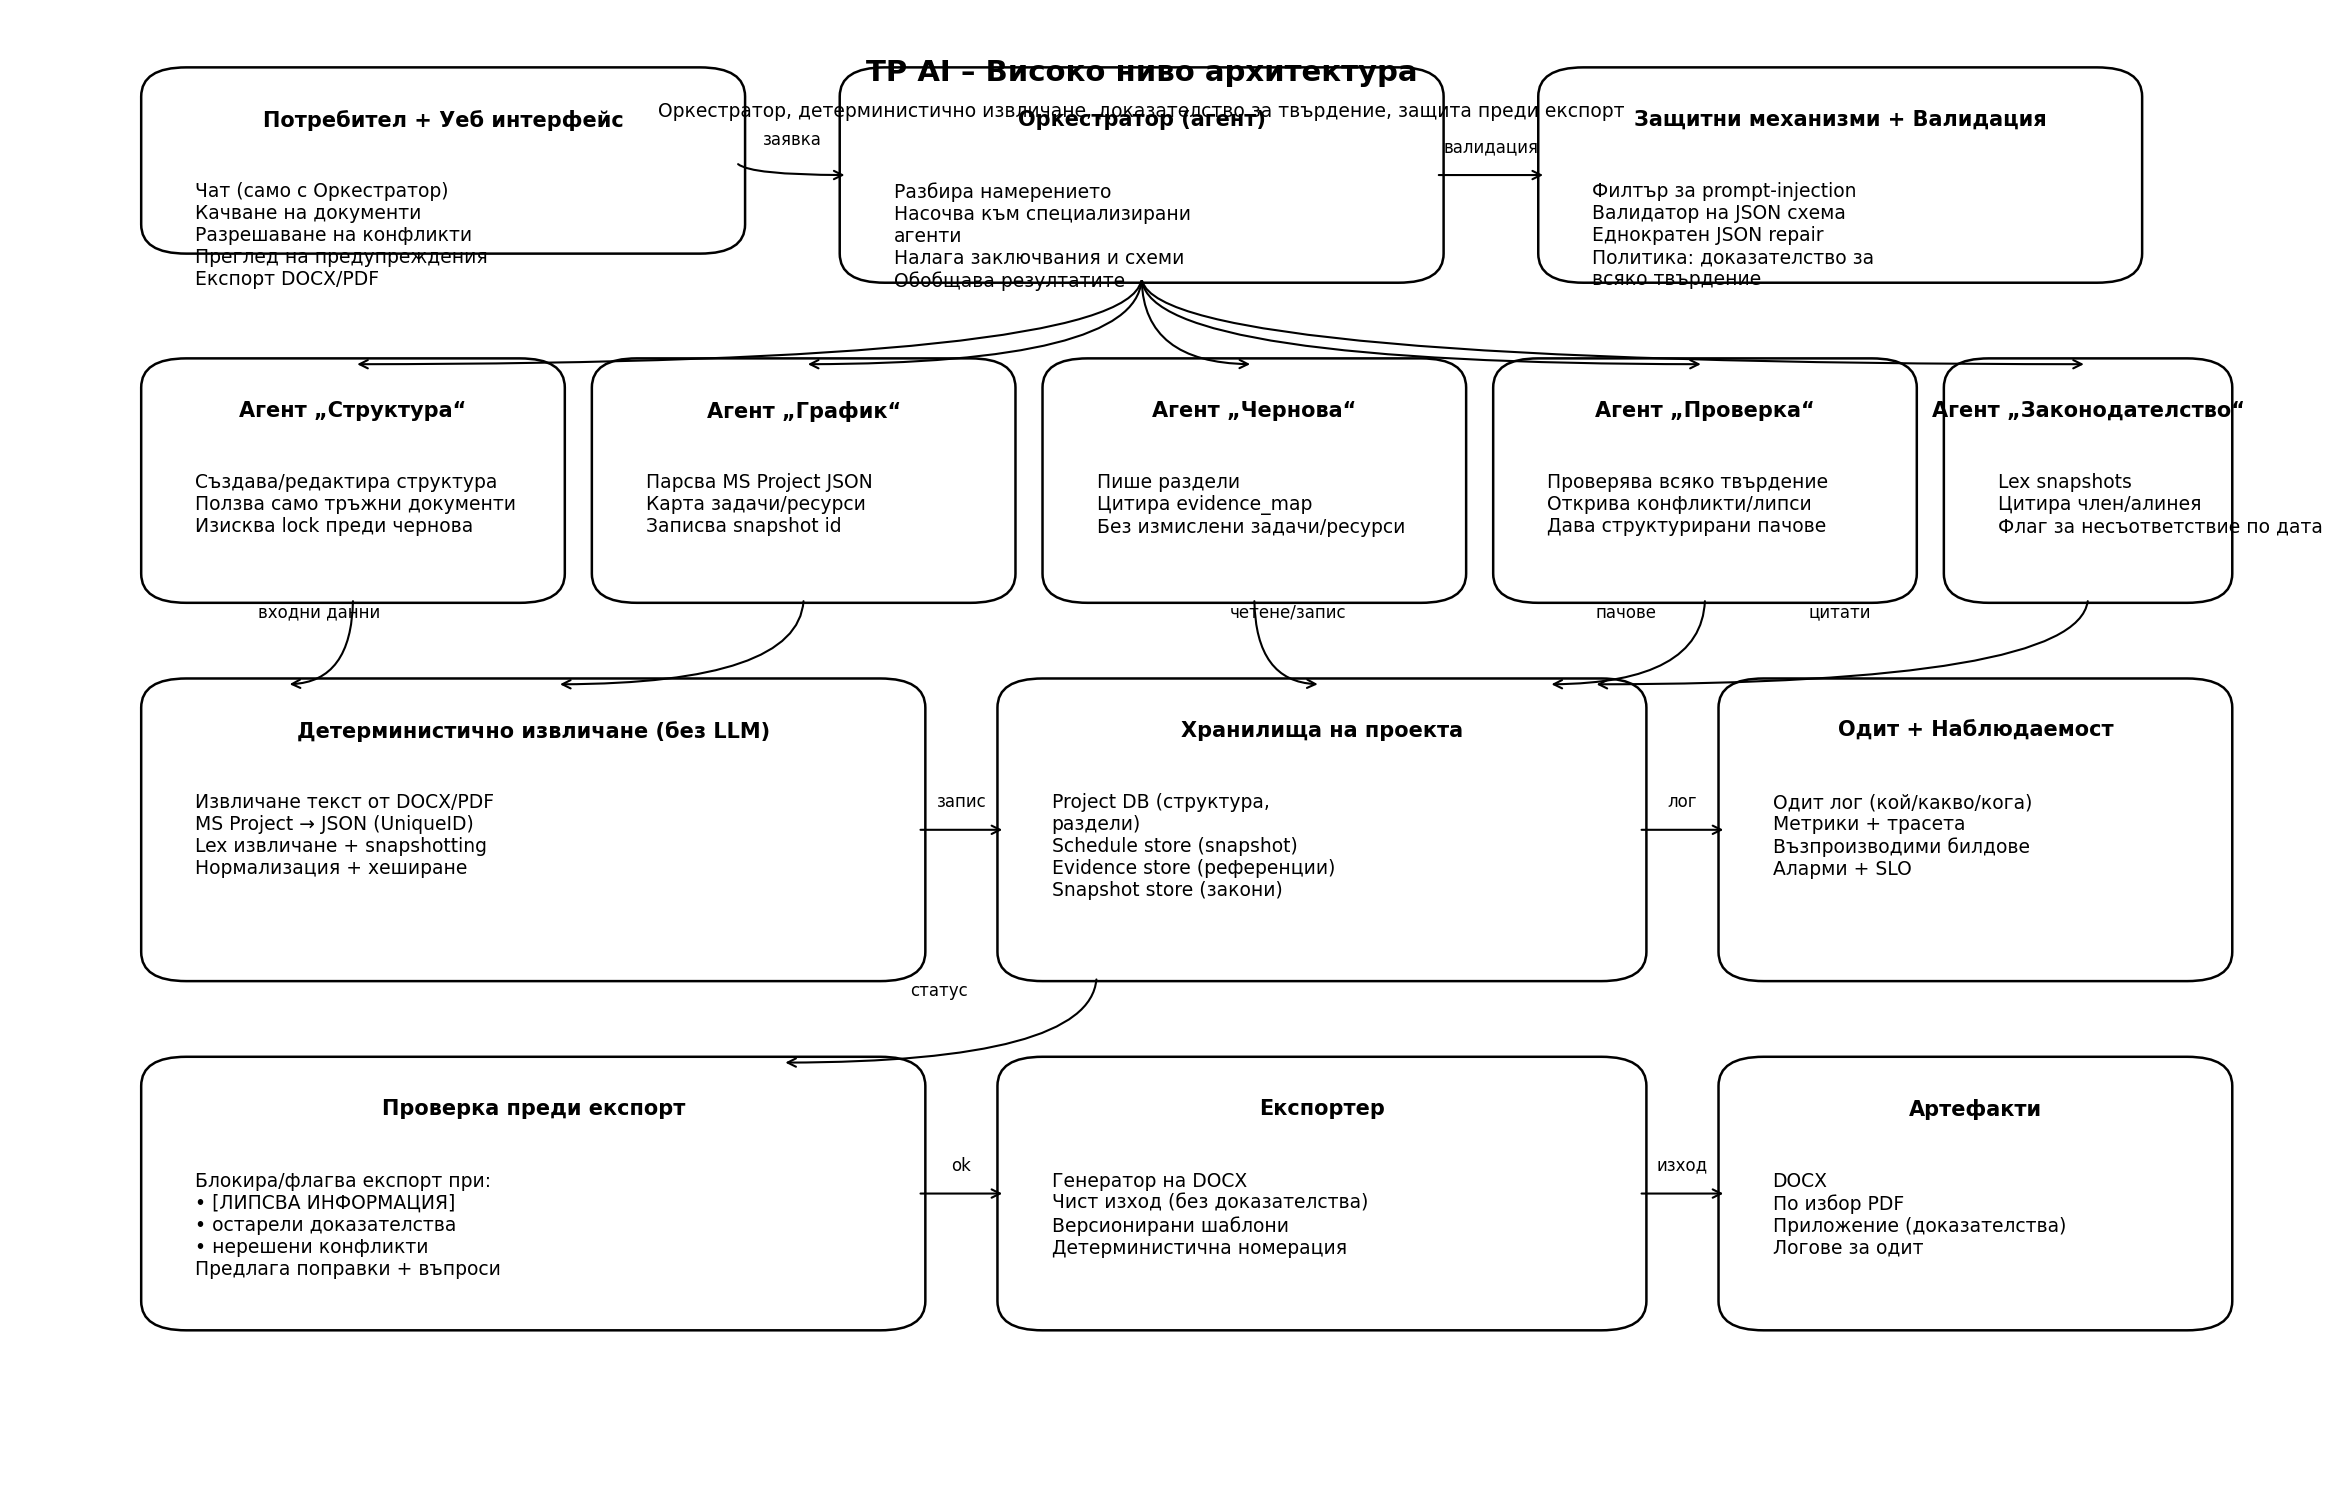 TP AI – Високо ниво архитектура
Оркестратор, детерминистично извличане, доказателство за твърдение, защита преди експорт
Потребител + Уеб интерфейс
Чат (само с Оркестратор)
Качване на документи
Разрешаване на конфликти
Преглед на предупреждения
Експорт DOCX/PDF
заявка
Оркестратор (агент)
Разбира намерението
Насочва към специализирани
агенти
Налага заключвания и схеми
Обобщава резултатите
валидация
Защитни механизми + Валидация
Филтър за prompt-injection
Валидатор на JSON схема
Еднократен JSON repair
Политика: доказателство за
всяко твърдение
Агент „Структура“
Създава/редактира структура
Ползва само тръжни документи
Изисква lock преди чернова
Агент „График“
Парсва MS Project JSON
Карта задачи/ресурси
Записва snapshot id
Агент „Чернова“
Пише раздели
Цитира evidence_map
Без измислени задачи/ресурси
Агент „Проверка“
Проверява всяко твърдение
Открива конфликти/липси
Дава структурирани пачове
Агент „Законодателство“
Lex snapshots
Цитира член/алинея
Флаг за несъответствие по дата
входни данни
четене/запис
пачове
цитати
Детерминистично извличане (без LLM)
Извличане текст от DOCX/PDF
MS Project → JSON (UniqueID)
Lex извличане + snapshotting
Нормализация + хеширане
запис
Хранилища на проекта
Project DB (структура,
раздели)
Schedule store (snapshot)
Evidence store (референции)
Snapshot store (закони)
лог
Одит + Наблюдаемост
Одит лог (кой/какво/кога)
Метрики + трасета
Възпроизводими билдове
Аларми + SLO
статус
Проверка преди експорт
Блокира/флагва експорт при:
• [ЛИПСВА ИНФОРМАЦИЯ]
• остарели доказателства
• нерешени конфликти
Предлага поправки + въпроси
ok
Експортер
Генератор на DOCX
Чист изход (без доказателства)
Версионирани шаблони
Детерминистична номерация
изход
Артефакти
DOCX
По избор PDF
Приложение (доказателства)
Логове за одит